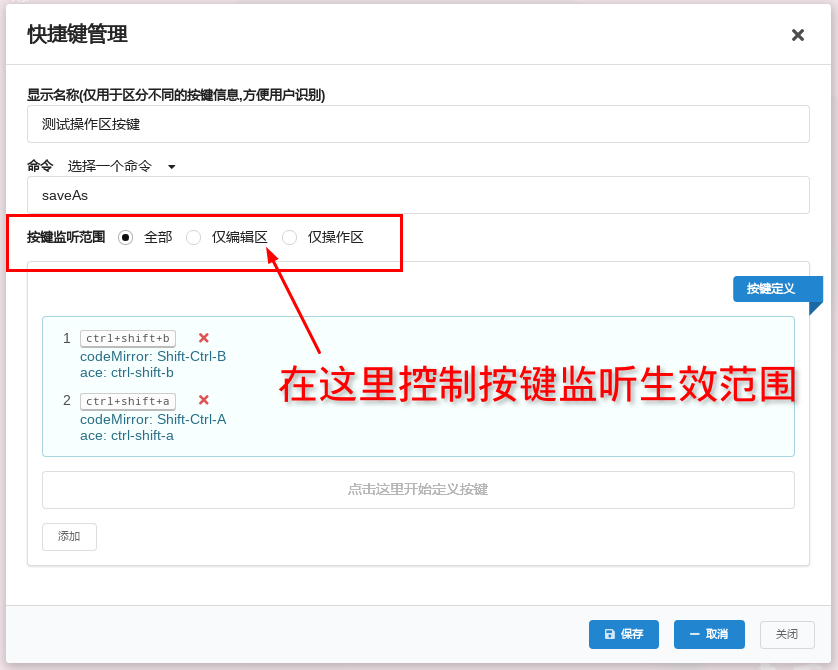 快捷键管理
显示名称(仅用于区分不同的按键信息,方便用户识别)
测试操作区按键
命令 选择一个命令
saveAs
按键监听范围 全部 仅编辑区 仅操作区
按键定义
1 ctrl+shift+b
codeMirror: Shift-Ctrl-B
ace: ctrl-shift-b
在这里控制按键监听生效范围
2 ctrl+shift+a
codeMirror: Shift-Ctrl-A
ace: ctrl-shift-a
点击这里开始定义按键
添加
保存 取消 关闭